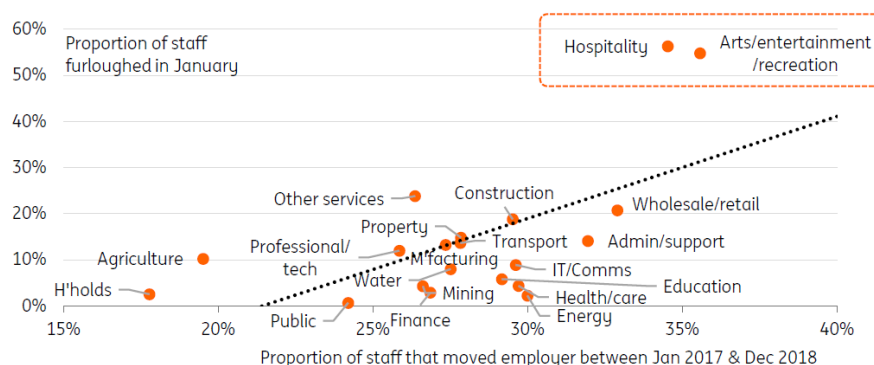 60%
50%
40%
30%
20%
10%
0%
Proportion of staff
furloughed in January
Hospitality
Arts/entertainment
/recreation
Other services
Construction
Wholesale/retail
Property
Transport
Admin/support
Professional/
tech
M'facturing
Agriculture
IT/Comms
Water
Education
H'holds
Mining
Health/care
Public
Finance
Energy
15%
20%
25%
30%
35%
40%
Proportion of staff that moved employer between Jan 2017 & Dec 2018